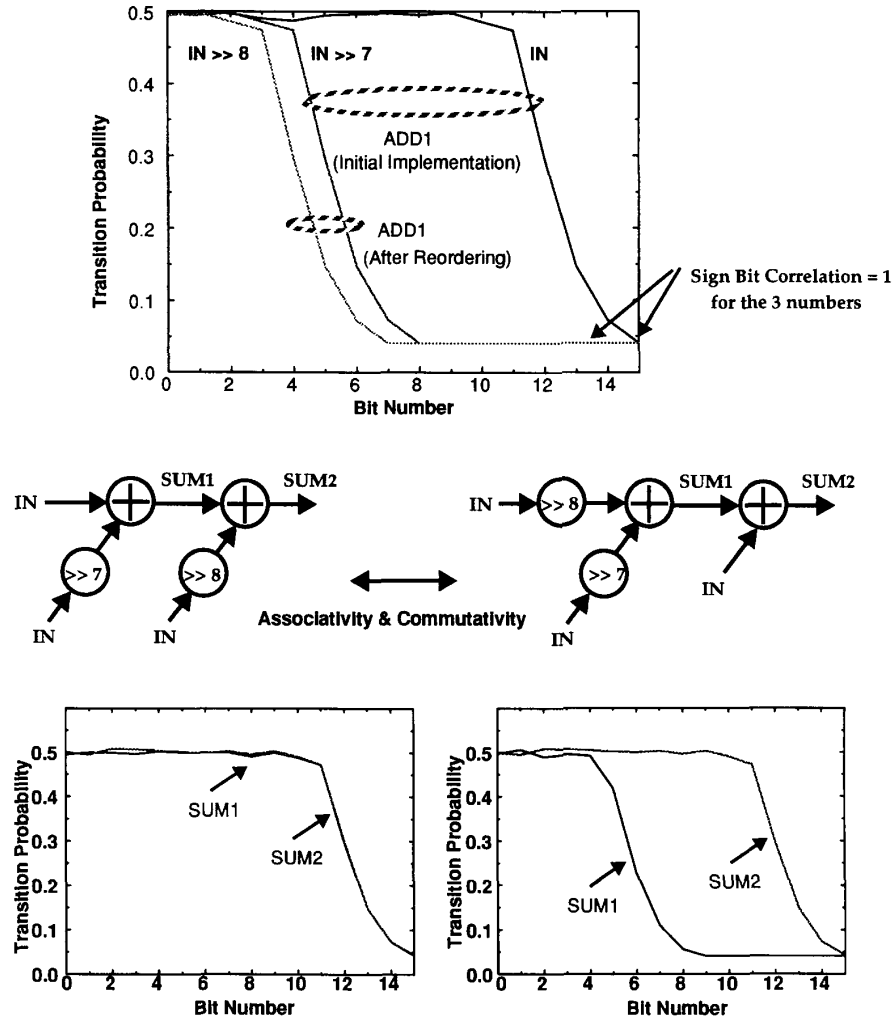 0.5
0.4
0.3
0.2
0.1
0.0
Transition Probability
IN >> 8
IN >> 7
IN
ADD1
(Initial Implementation)
ADD1
(After Reordering)
Sign Bit Correlation = 1
for the 3 numbers
0 2 4 6 8 10 12 14
Bit Number
IN
SUM1
SUM2
>> 7
>> 8
IN
IN
Associativity & Commutativity
IN
>> 8
SUM1
SUM2
>> 7
IN
IN
0.5
0.4
0.3
0.2
0.1
0.0
Transition Probability
SUM1
SUM2
0 2 4 6 8 10 12 14
Bit Number
0.5
0.4
0.3
0.2
0.1
0.0
Transition Probability
SUM1
SUM2
0 2 4 6 8 10 12 14
Bit Number